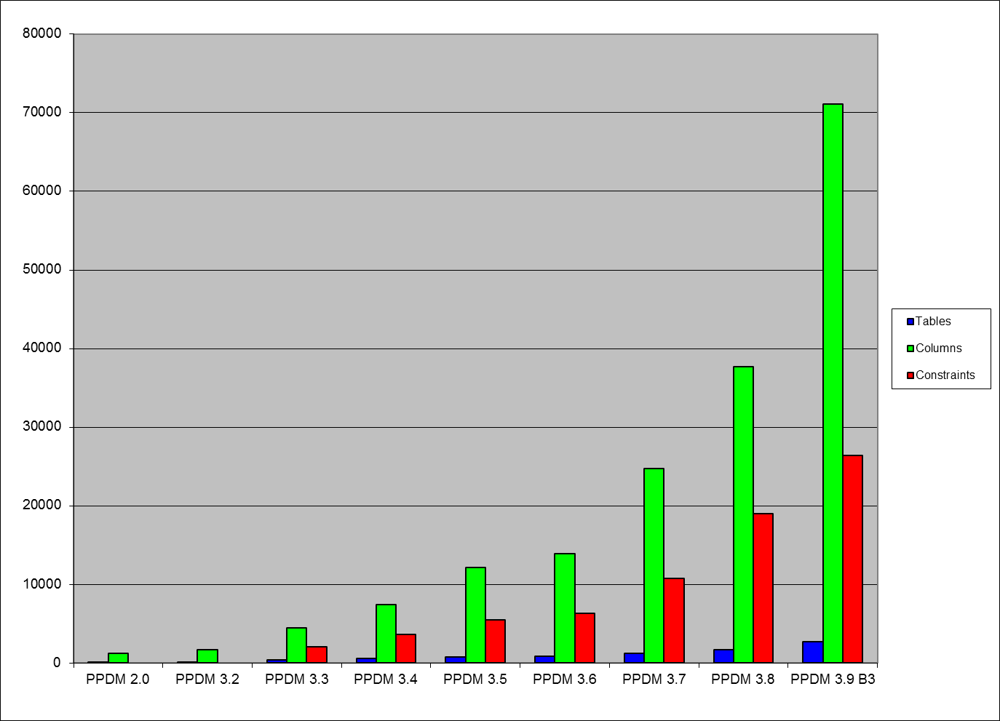 80000
70000
60000
50000
40000
30000
20000
10000
0
PPDM 2.0 PPDM 3.2 PPDM 3.3 PPDM 3.4 PPDM 3.5 PPDM 3.6 PPDM 3.7 PPDM 3.8 PPDM 3.9 B3
Tables
Columns
Constraints